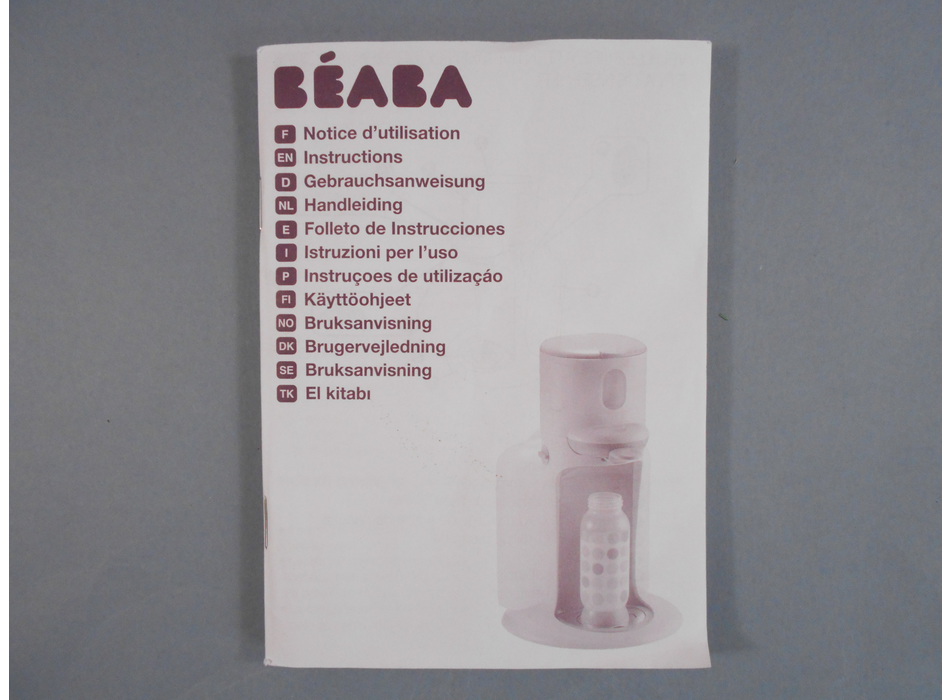 BÉABA
F Notice d'utilisation
EN Instructions
D Gebrauchsanweisung
NL Handleiding
E Folleto de Instrucciones
I Istruzioni per l'uso
P Instruçoes de utilizaçáo
FI Käyttöohjeet
NO Bruksanvisning
DK Brugervejledning
SE Bruksanvisning
TK El kitabı